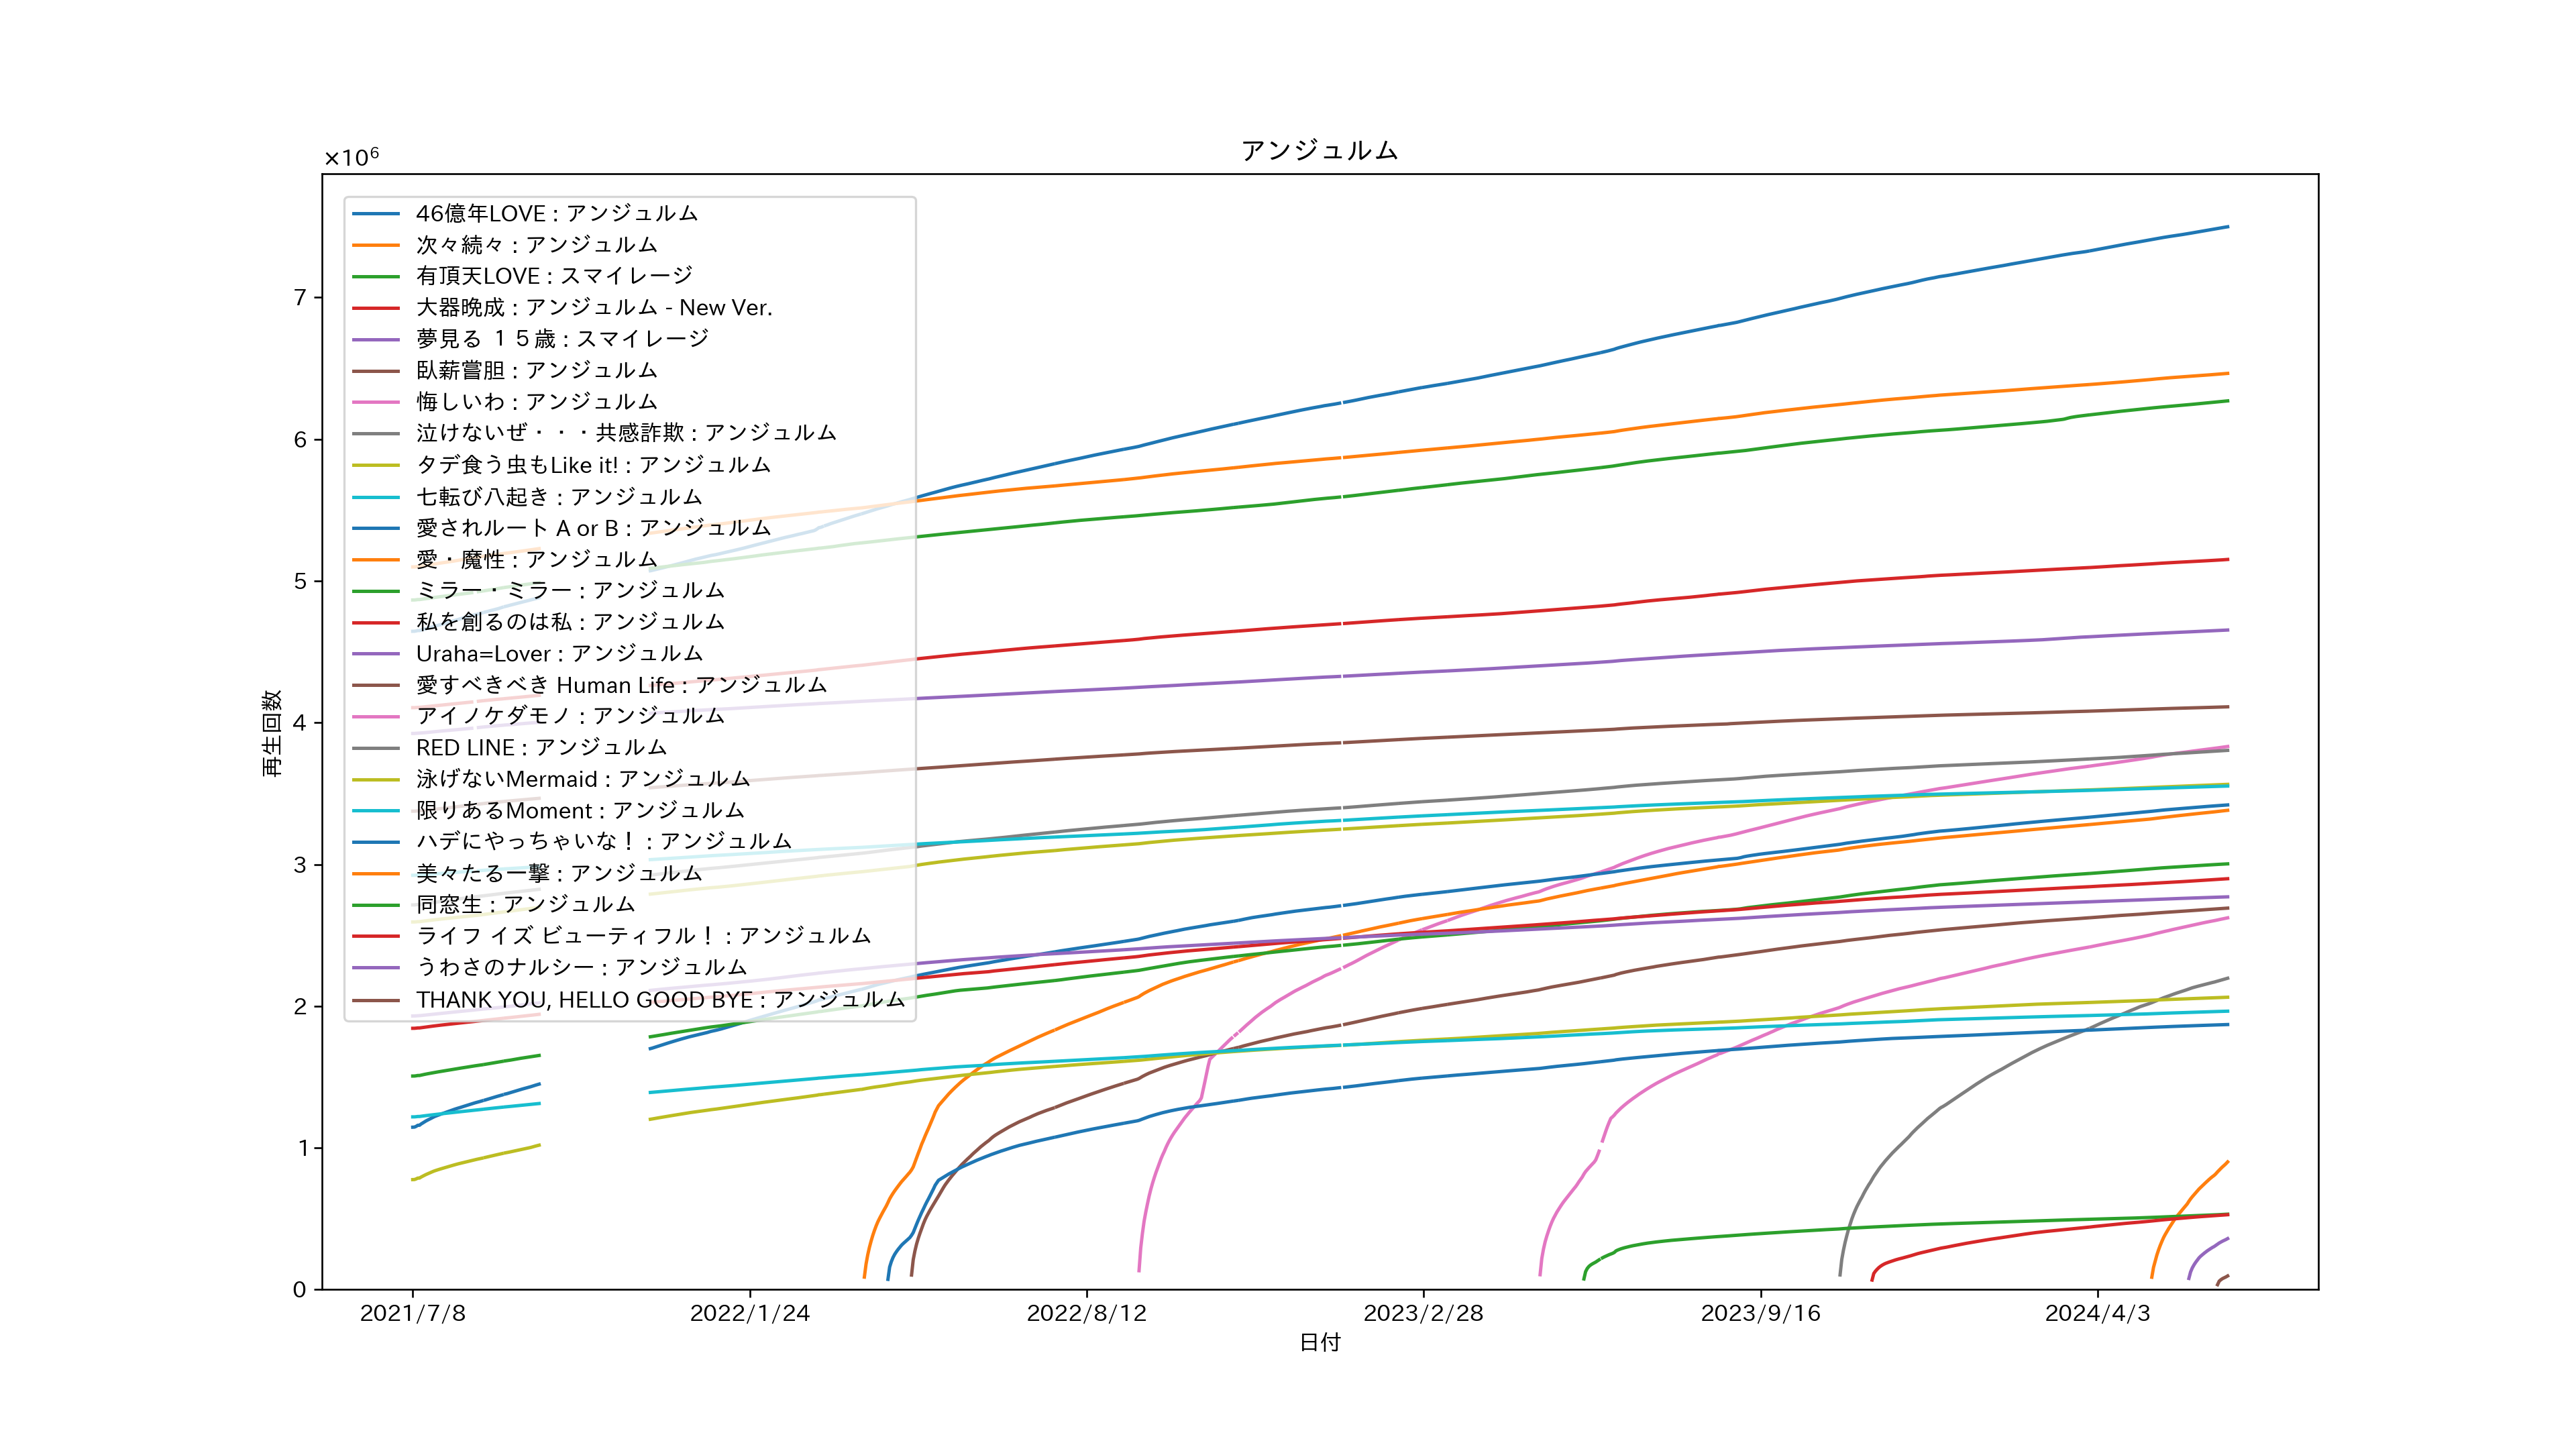 アンジュルム
×10⁶
46億年LOVE : アンジュルム
次々続々 : アンジュルム
有頂天LOVE : スマイレージ
大器晩成 : アンジュルム - New Ver.
夢見る １５歳 : スマイレージ
臥薪嘗胆 : アンジュルム
悔しいわ : アンジュルム
泣けないぜ・・・共感詐欺 : アンジュルム
タデ食う虫もLike it! : アンジュルム
七転び八起き : アンジュルム
愛されルート A or B : アンジュルム
愛・魔性 : アンジュルム
ミラー・ミラー : アンジュルム
私を創るのは私 : アンジュルム
Uraha=Lover : アンジュルム
愛すべきべき Human Life : アンジュルム
アイノケダモノ : アンジュルム
RED LINE : アンジュルム
泳げないMermaid : アンジュルム
限りあるMoment : アンジュルム
ハデにやっちゃいな！ : アンジュルム
美々たる一撃 : アンジュルム
同窓生 : アンジュルム
ライフ イズ ビューティフル！ : アンジュルム
うわさのナルシー : アンジュルム
THANK YOU, HELLO GOOD BYE : アンジュルム
7
6
5
4
3
2
1
0
再生回数
2021/7/8 2022/1/24 2022/8/12 2023/2/28 2023/9/16 2024/4/3
日付